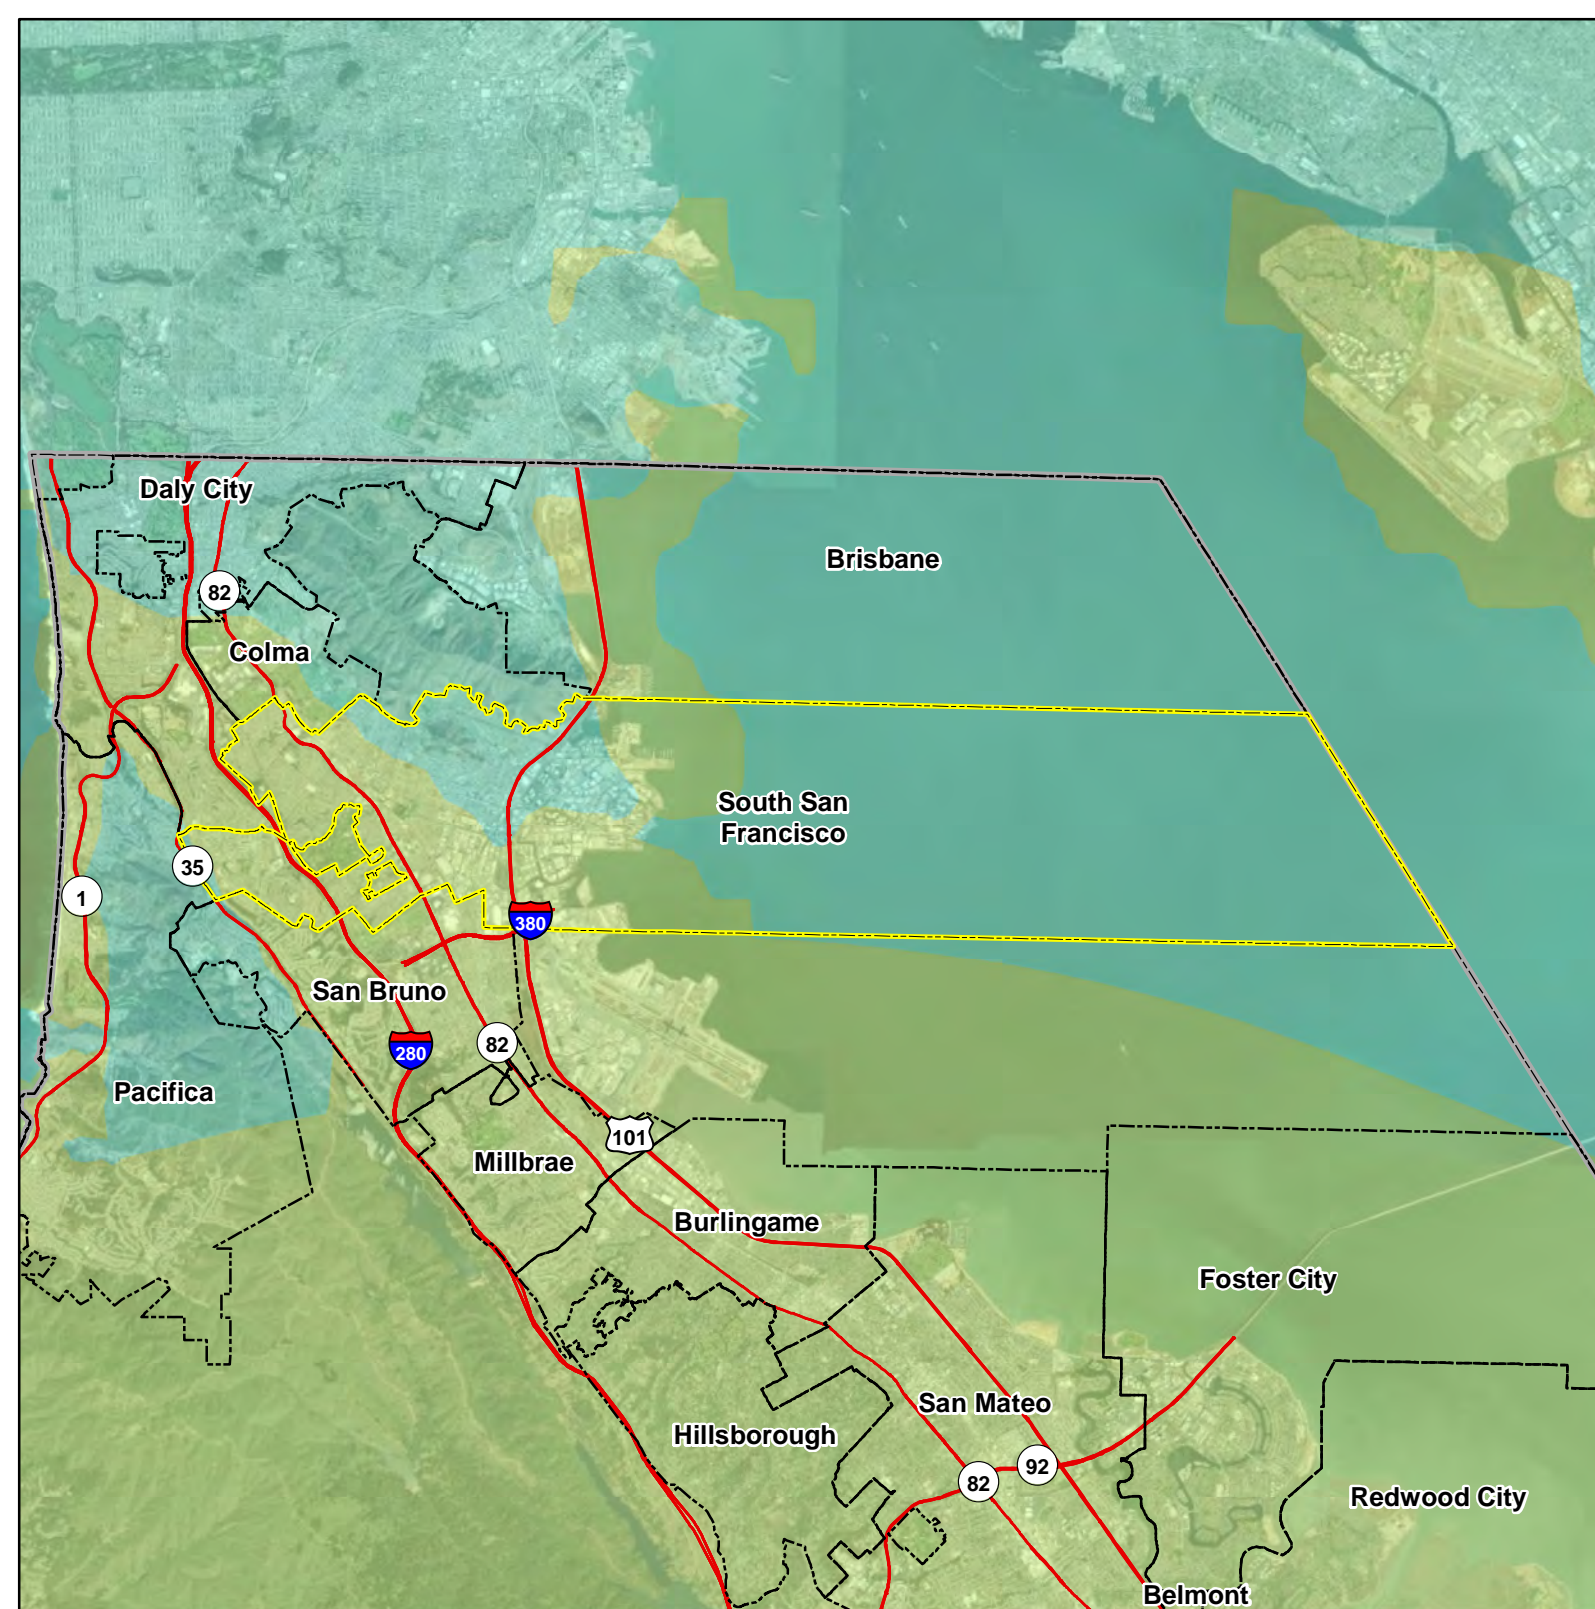 Daly City
Brisbane
82
Colma
South San
Francisco
35
1
380
San Bruno
280
82
Pacifica
101
Millbrae
Burlingame
Foster City
San Mateo
Hillsborough
92
82
Redwood City
Belmont